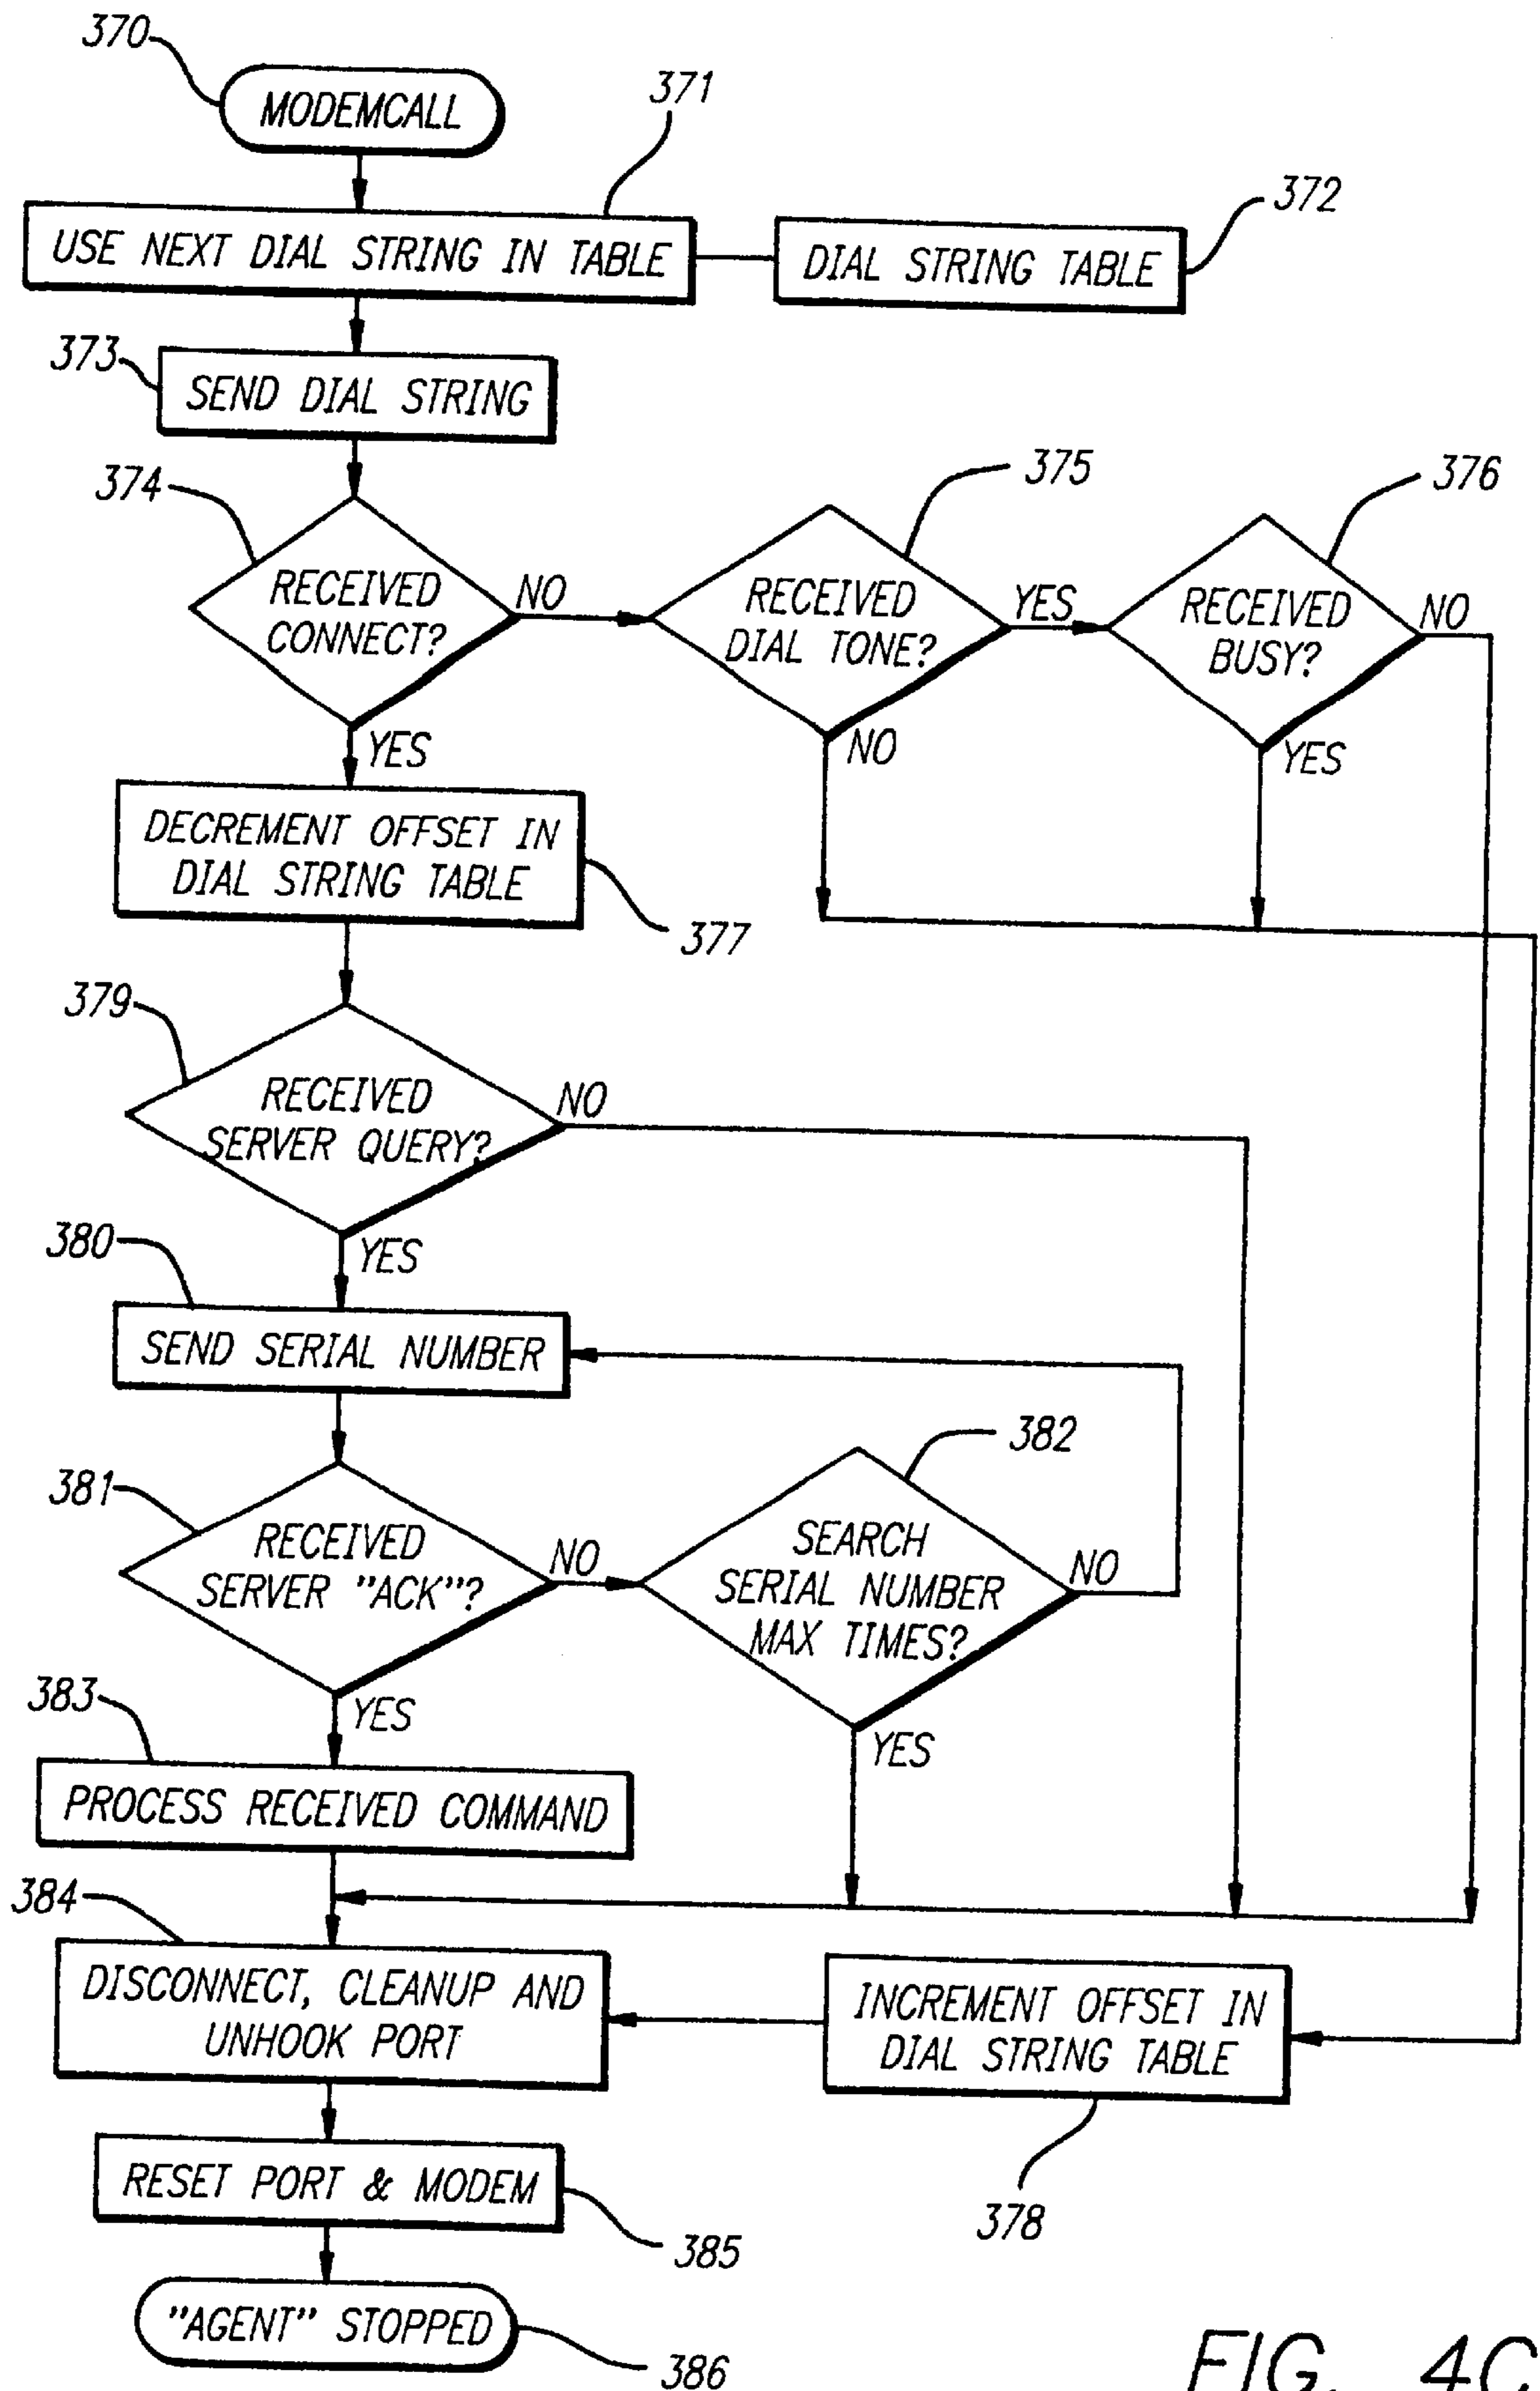 370
MODEMCALL
371
USE NEXT DIAL STRING IN TABLE
372
DIAL STRING TABLE
373
SEND DIAL STRING
374
RECEIVED
CONNECT?
NO
375
RECEIVED
DIAL TONE?
YES
376
RECEIVED
BUSY?
NO
YES
NO
YES
DECREMENT OFFSET IN
DIAL STRING TABLE
377
379
RECEIVED
SERVER QUERY?
NO
YES
380
SEND SERIAL NUMBER
381
RECEIVED
SERVER "ACK"?
NO
382
SEARCH
SERIAL NUMBER
MAX TIMES?
NO
YES
YES
383
PROCESS RECEIVED COMMAND
384
DISCONNECT, CLEANUP AND
UNHOOK PORT
INCREMENT OFFSET IN
DIAL STRING TABLE
378
RESET PORT & MODEM
385
"AGENT" STOPPED
386
FIG. 4C